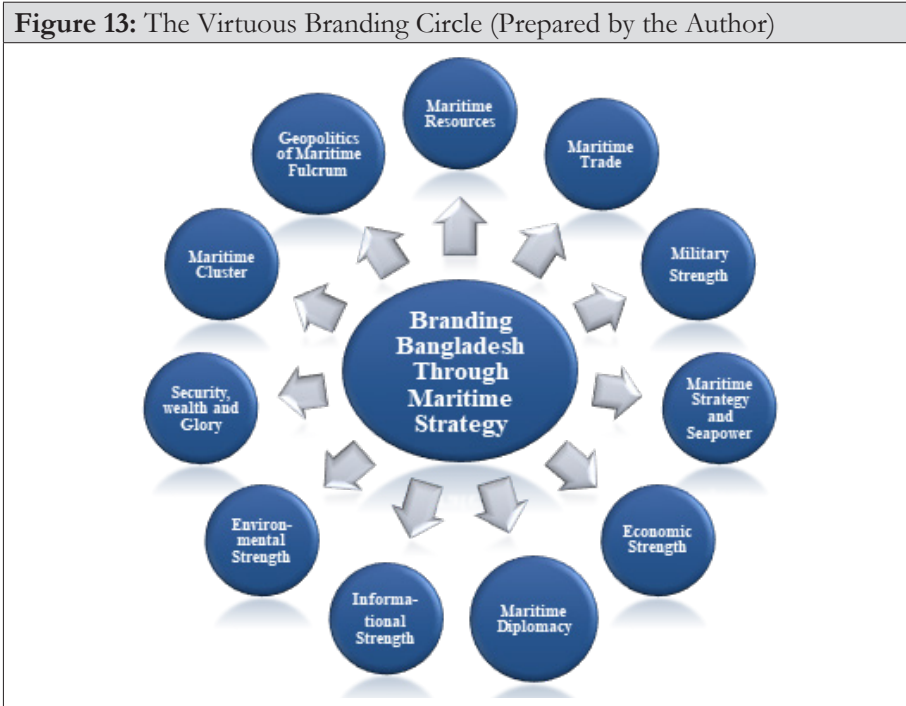 Figure 13: The Virtuous Branding Circle (Prepared by the Author)
Maritime
Resources
Maritime
Trade
Military
Strength
Maritime
Strategy
and
Seapower
Economic
Strength
Maritime
Diplomacy
Informa-
tional
Strength
Environ-
mental
Strength
Security,
wealth and
Glory
Maritime
Cluster
Geopolitics
of Maritime
Fulcrum
Branding
Bangladesh
Through
Maritime
Strategy